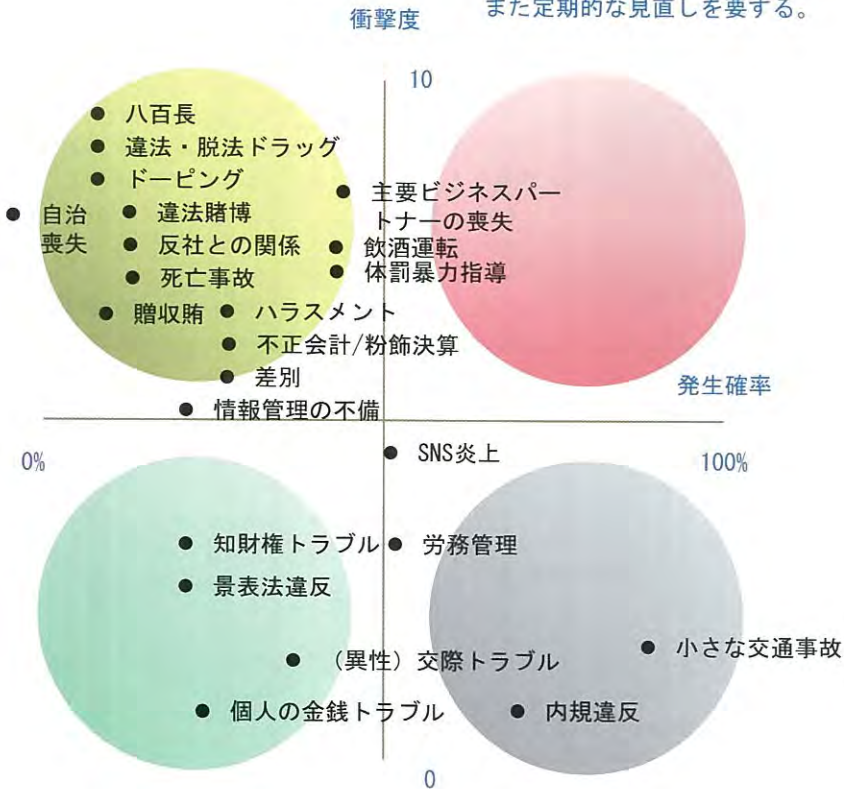 また定期的な見直しを要する。
衝撃度
10
八百長
違法・脱法ドラッグ
ドーピング
主要ビジネスパー
トナーの喪失
自治
喪失
違法賭博
反社との関係
飲酒運転
死亡事故
体罰暴力指導
贈収賄
ハラスメント
不正会計/粉飾決算
差別
発生確率
情報管理の不備
0%
SNS炎上
100%
知財権トラブル
労務管理
景表法違反
小さな交通事故
(異性)交際トラブル
個人の金銭トラブル
内規違反
0